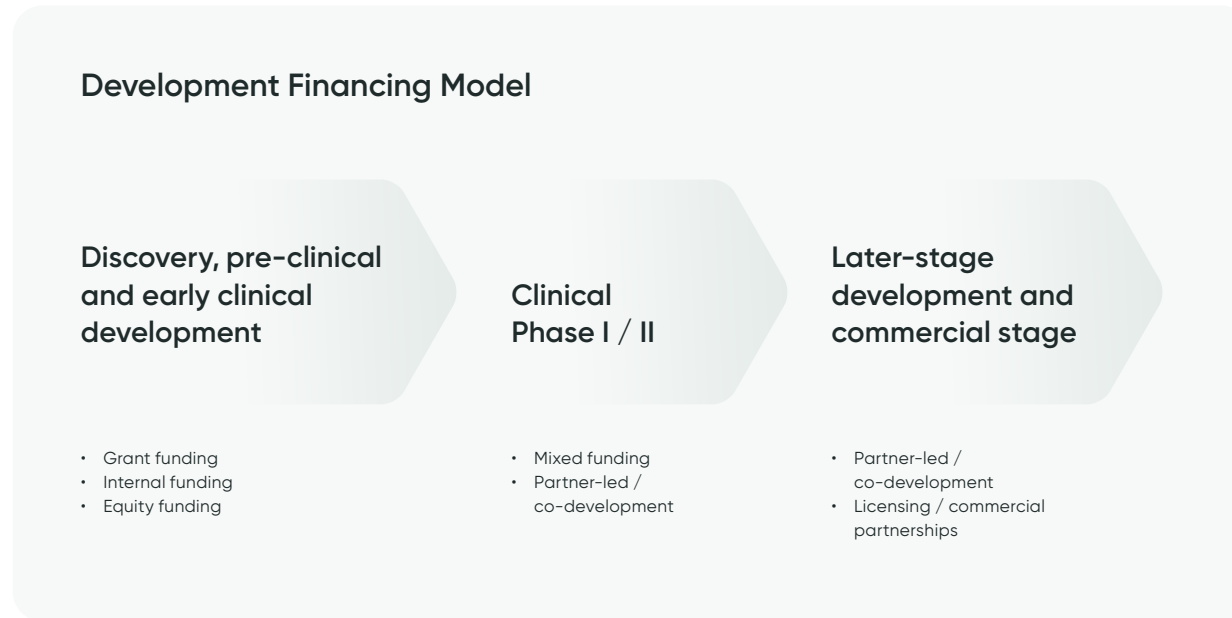 Development Financing Model
Discovery, pre-clinical
and early clinical
development
• Grant funding
• Internal funding
• Equity funding
Clinical
Phase I / II
• Mixed funding
• Partner-led /
co-development
Later-stage
development and
commercial stage
• Partner-led /
co-development
• Licensing / commercial
partnerships